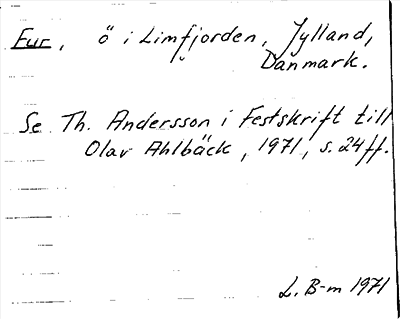 Fur, ö i Limfjorden, Jylland,
Danmark.
Se Th. Andersson i Festskrift till
Olav Ahlbäck, 1971, s. 24 ff.
L. B-m 1971